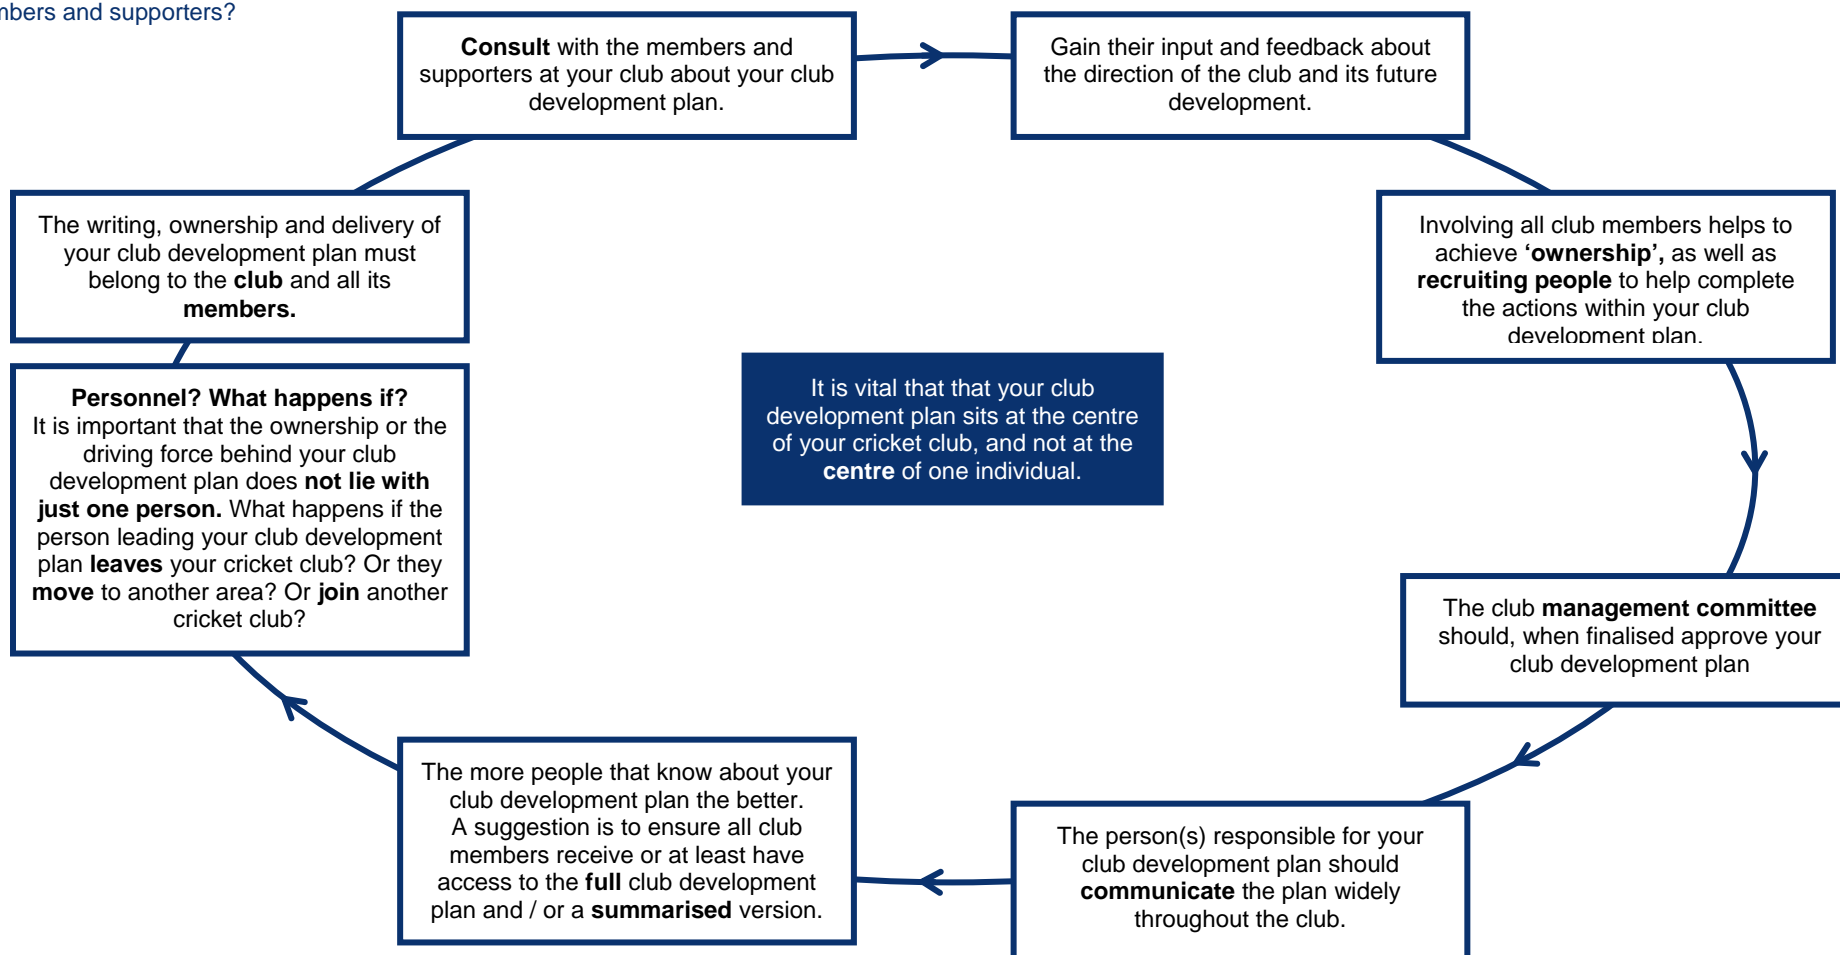 members and supporters?
Consult with the members and
supporters at your club about your club
development plan.
Gain their input and feedback about
the direction of the club and its future
development.
Involving all club members helps to
achieve ‘ownership’, as well as
recruiting people to help complete
the actions within your club
development plan.
The club management committee
should, when finalised approve your
club development plan
The person(s) responsible for your
club development plan should
communicate the plan widely
throughout the club.
The more people that know about your
club development plan the better.
A suggestion is to ensure all club
members receive or at least have
access to the full club development
plan and / or a summarised version.
Personnel? What happens if?
It is important that the ownership or the
driving force behind your club
development plan does not lie with
just one person. What happens if the
person leading your club development
plan leaves your cricket club? Or they
move to another area? Or join another
cricket club?
The writing, ownership and delivery of
your club development plan must
belong to the club and all its
members.
It is vital that that your club
development plan sits at the centre
of your cricket club, and not at the
centre of one individual.